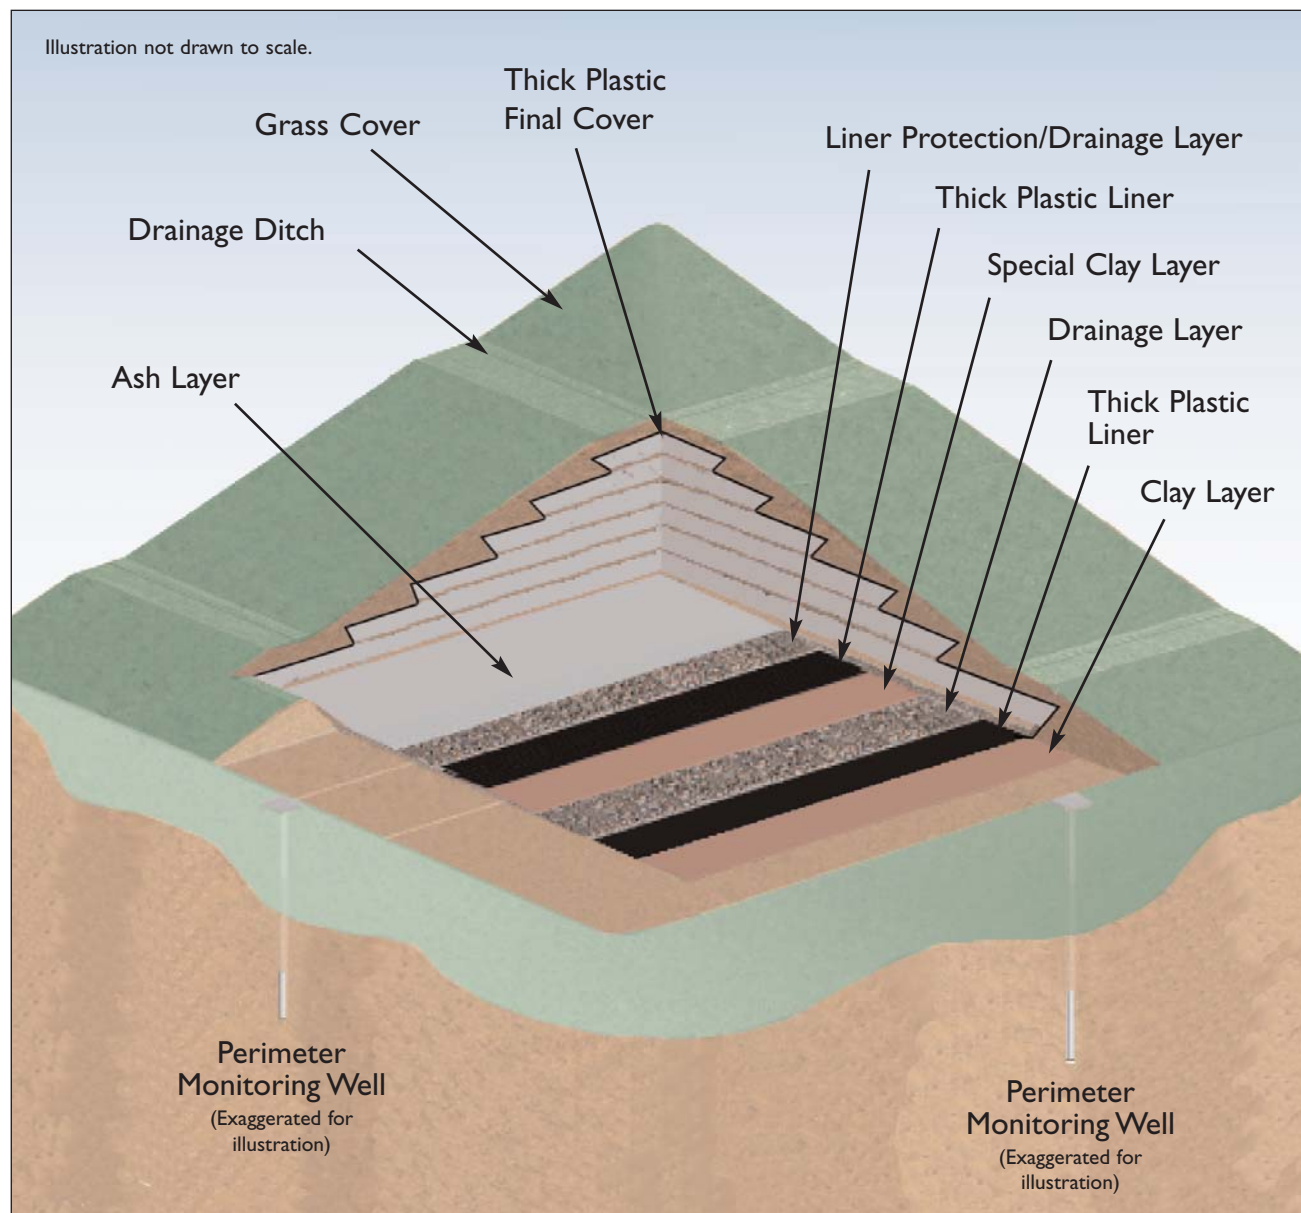 Illustration not drawn to scale.
Thick Plastic
Final Cover
Grass Cover
Liner Protection/Drainage Layer
Thick Plastic Liner
Drainage Ditch
Special Clay Layer
Drainage Layer
Ash Layer
Thick Plastic
Liner
Clay Layer
Perimeter
Monitoring Well
(Exaggerated for
illustration)
Perimeter
Monitoring Well
(Exaggerated for
illustration)